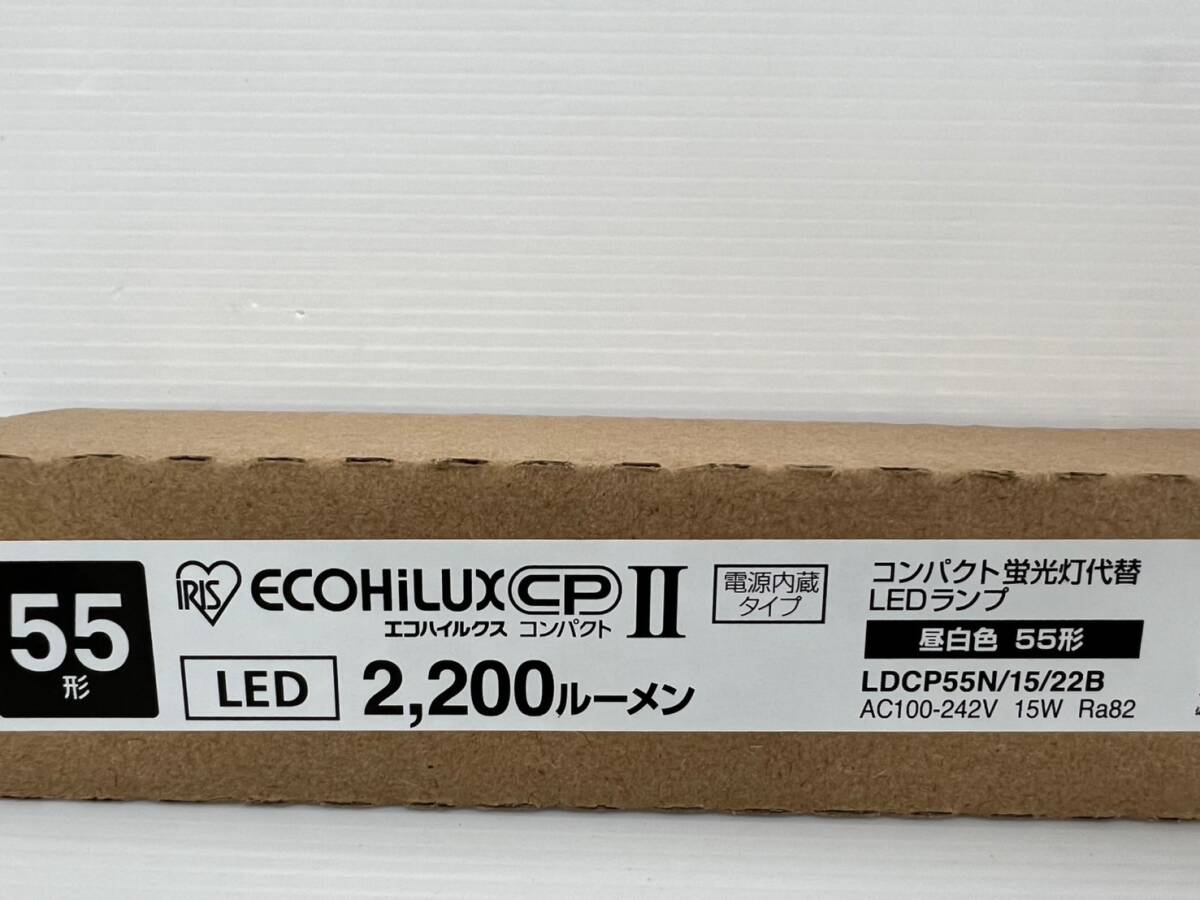 55
形
IRIS ECOHiLUX CP II
エコハイルクス コンパクト
LED 2,200ルーメン
電源内蔵
タイプ
コンパクト蛍光灯代替
LEDランプ
昼白色 55形
LDCP55N/15/22B
AC100-242V 15W Ra82